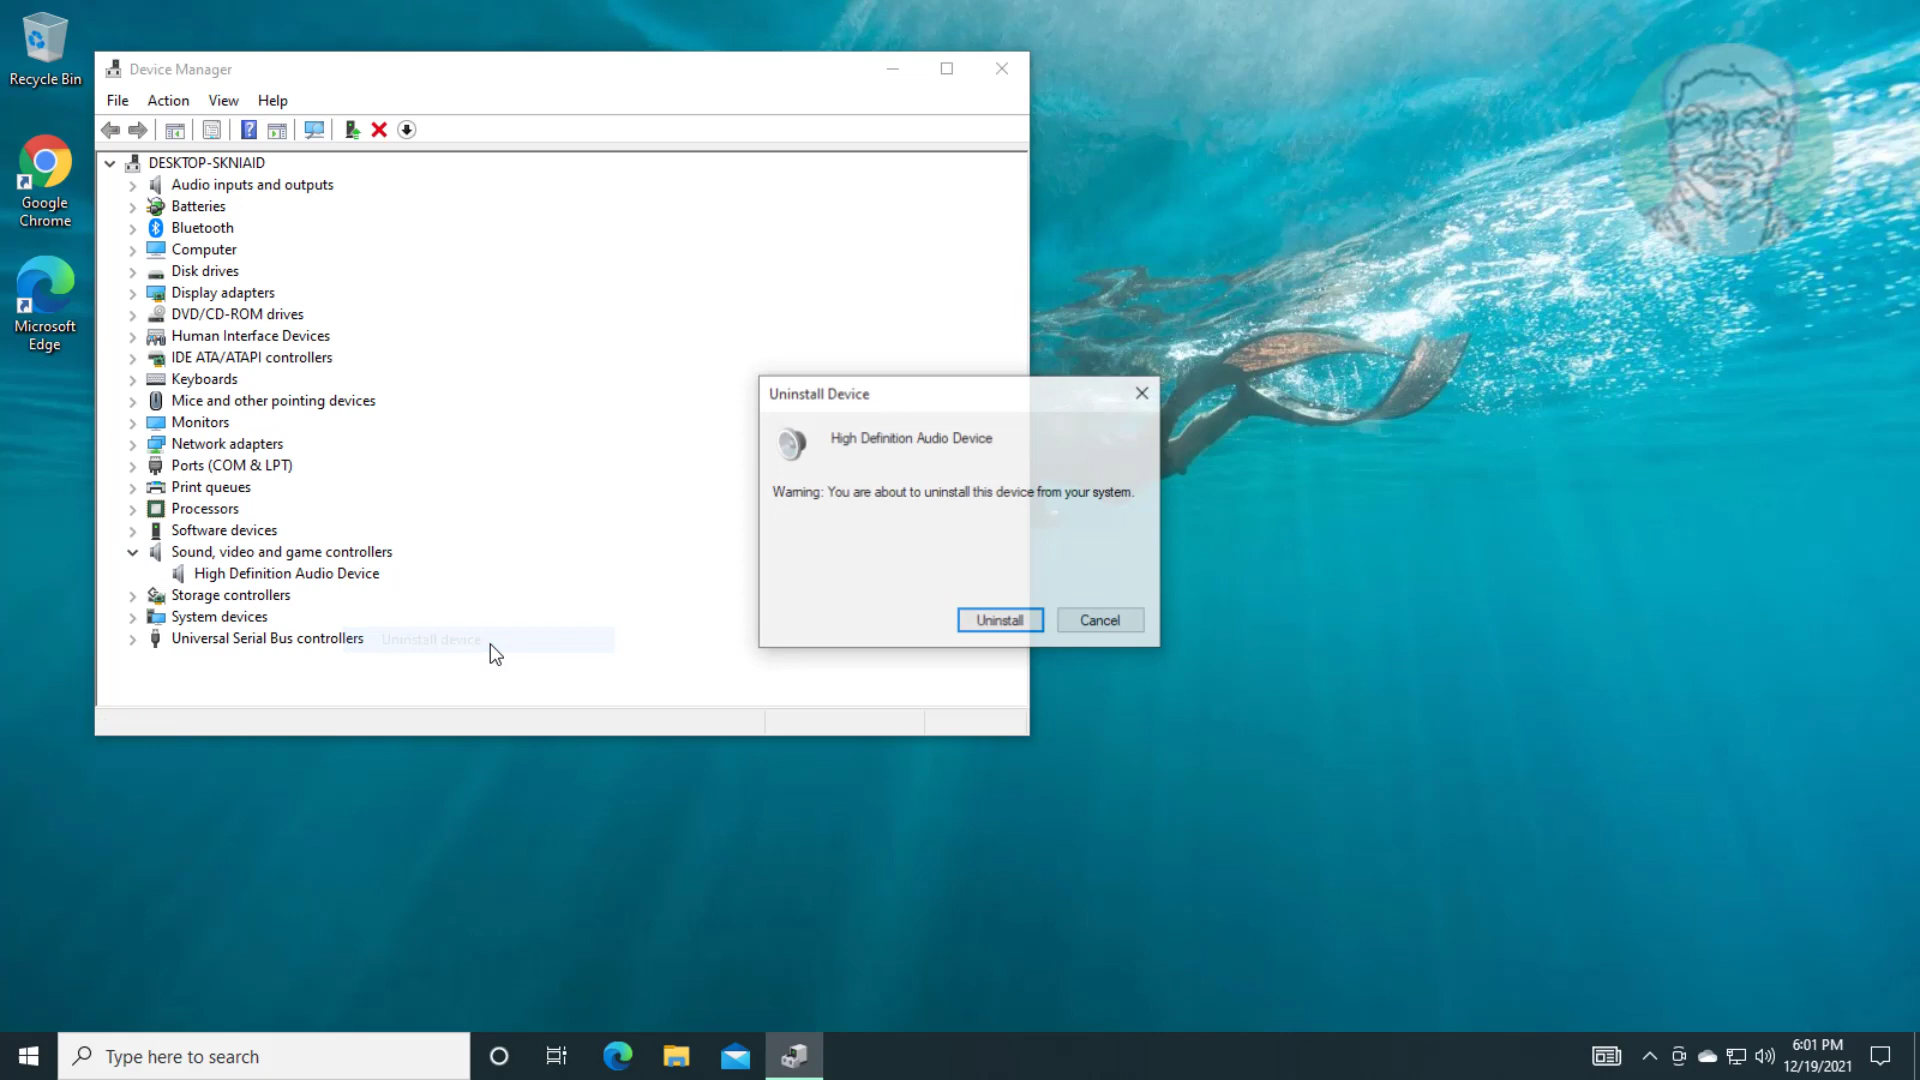 Recycle Bin
Google
Chrome
Microsoft
Edge
Device Manager
File Action View Help
DESKTOP-SKNIAID
Audio inputs and outputs
Batteries
Bluetooth
Computer
Disk drives
Display adapters
DVD/CD-ROM drives
Human Interface Devices
IDE ATA/ATAPI controllers
Keyboards
Mice and other pointing devices
Monitors
Network adapters
Ports (COM & LPT)
Print queues
Processors
Software devices
Sound, video and game controllers
High Definition Audio Device
Storage controllers
System devices
Universal Serial Bus controllers
Uninstall device
Uninstall Device
High Definition Audio Device
Warning: You are about to uninstall this device from your system.
Uninstall Cancel
Type here to search
6:01 PM
12/19/2021